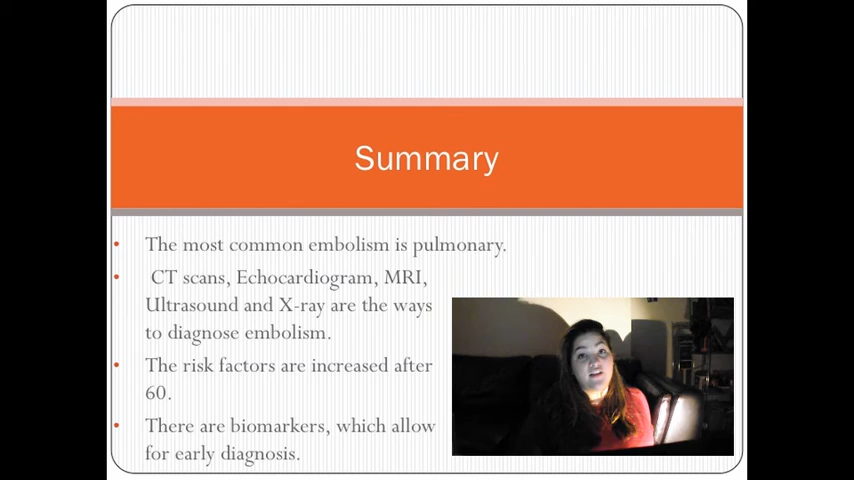 Summary
• The most common embolism is pulmonary.
• CT scans, Echocardiogram, MRI,
Ultrasound and X-ray are the ways
to diagnose embolism.
• The risk factors are increased after
60.
• There are biomarkers, which allow
for early diagnosis.